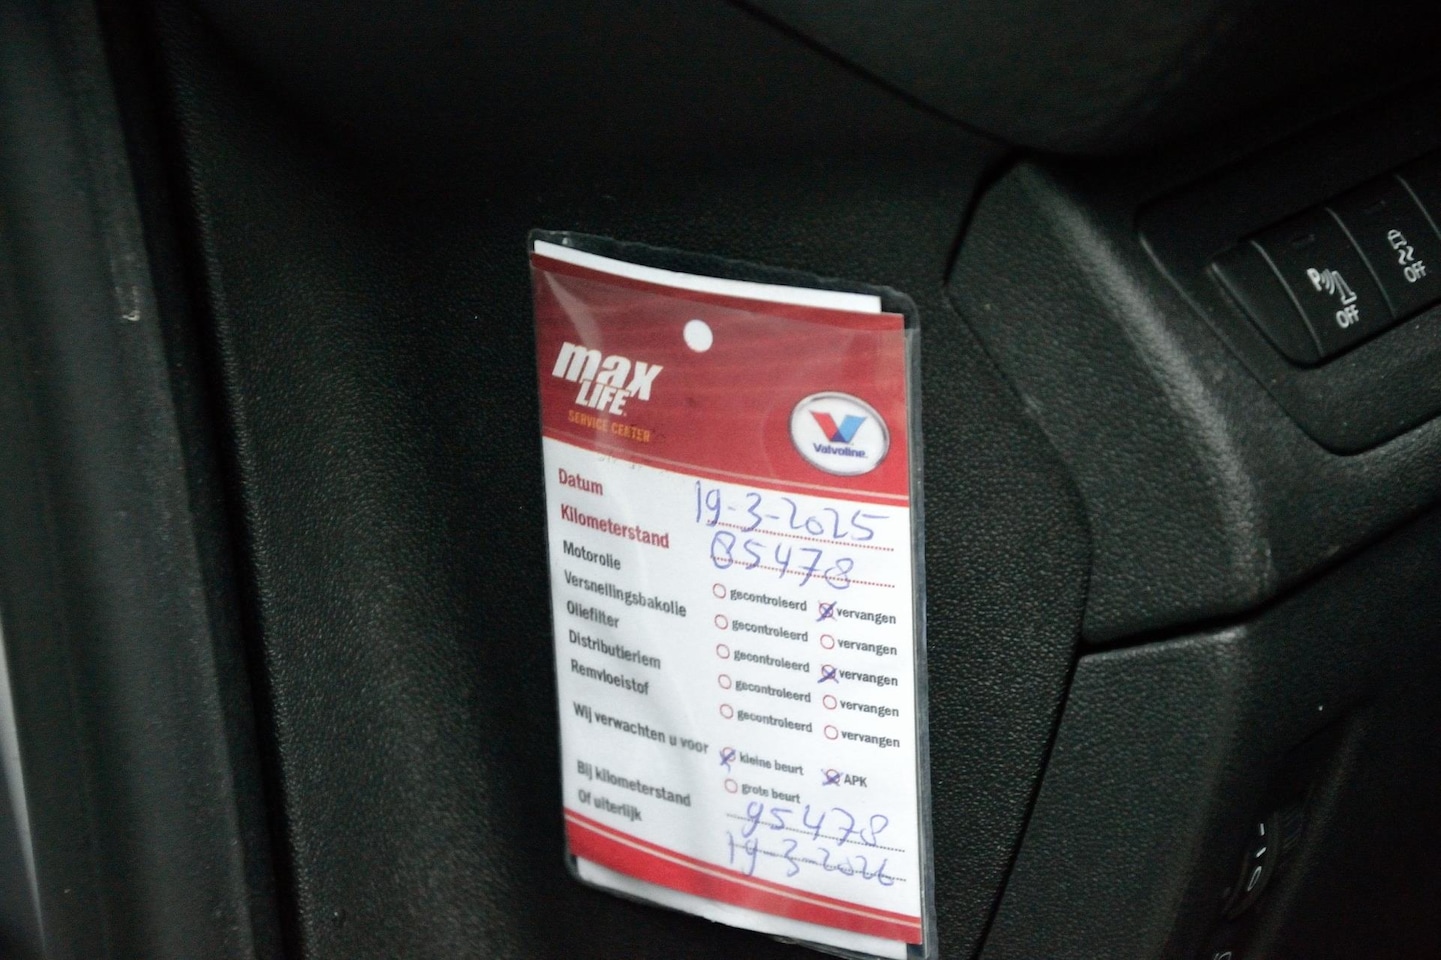 max
LIFE
SERVICE CENTER
Valvoline.
Datum 19-3-2025
Kilometerstand 85478
Motorolie gecontroleerd vervangen
Versnellingsbakolie gecontroleerd vervangen
Oliefilter gecontroleerd vervangen
Distributieriem gecontroleerd vervangen
Remvloeistof gecontroleerd vervangen
Wij verwachten u voor kleine beurt APK
grote beurt
Bij kilometerstand 95478
Of uiterlijk 19-3-2026
P OFF
OFF